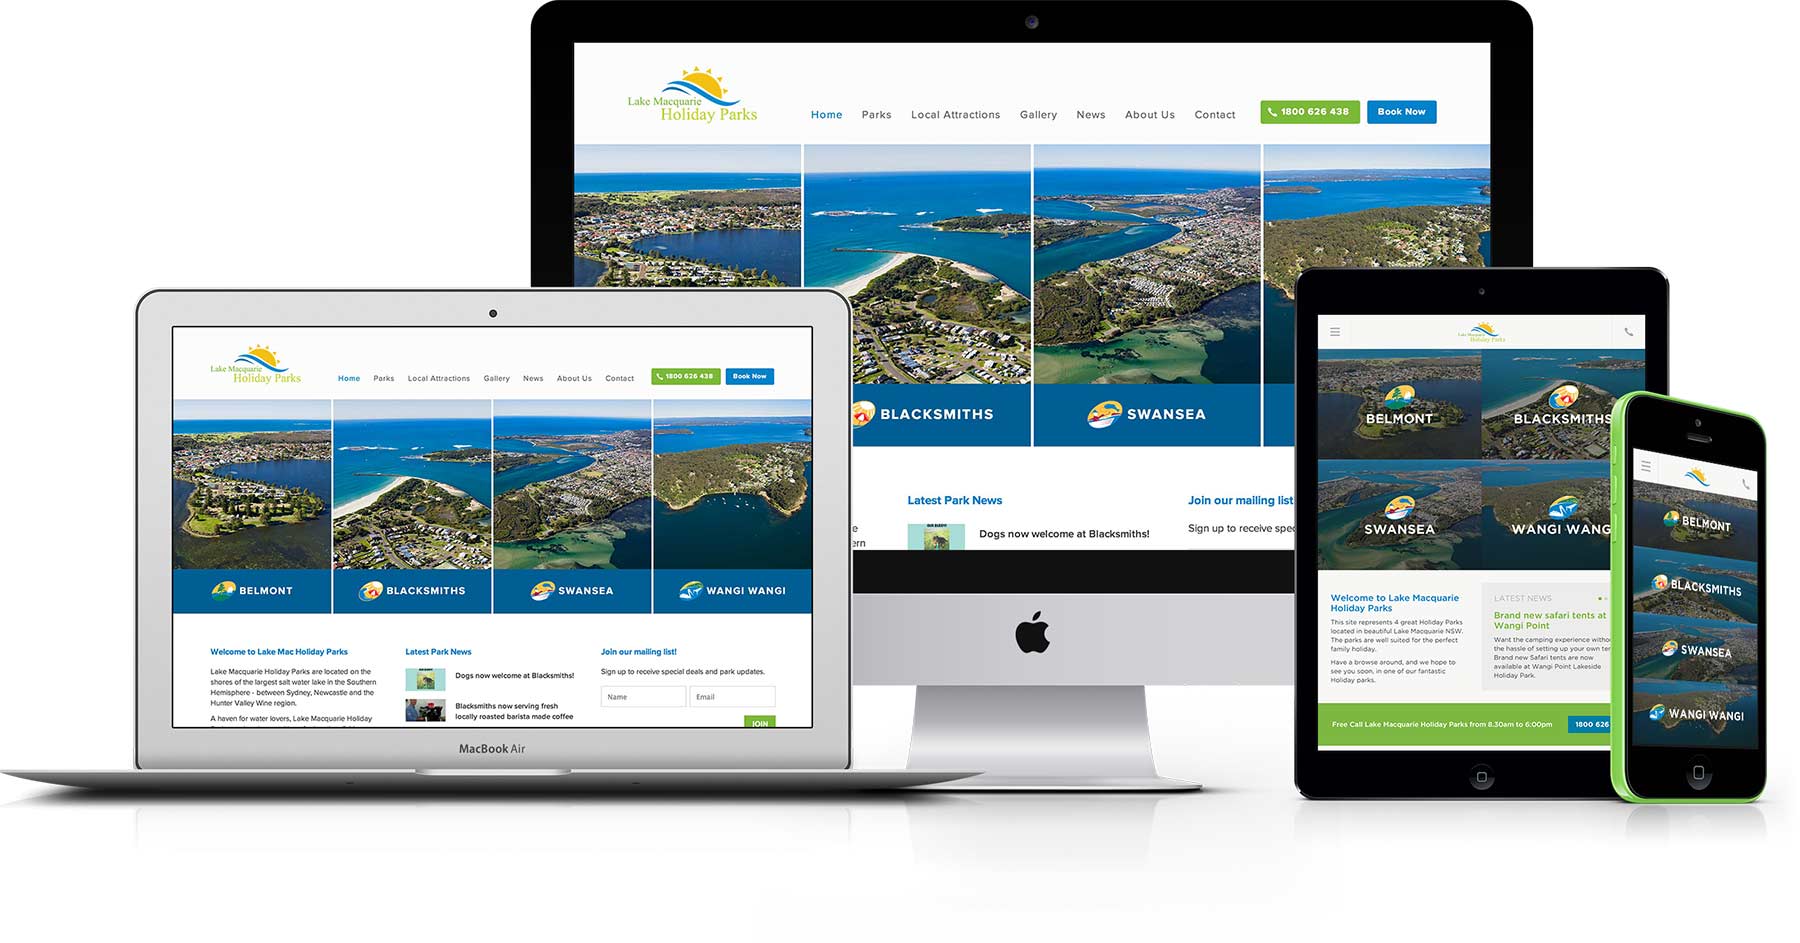 Lake Macquarie
Holiday Parks
Home Parks Local Attractions Gallery News About Us Contact
1800 626 438
Book Now
BLACKSMITHS
SWANSEA
Latest Park News
Dogs now welcome at Blacksmiths!
Join our mailing list
Sign up to receive spec
e
ern
Lake Macquarie
Holiday Parks
Home Parks Local Attractions Gallery News About Us Contact
1800 626 438
Book Now
BELMONT
BLACKSMITHS
SWANSEA
WANGI WANGI
Welcome to Lake Mac Holiday Parks
Lake Macquarie Holiday Parks are located on the
shores of the largest salt water lake in the Southern
Hemisphere - between Sydney, Newcastle and the
Hunter Valley Wine region.
A haven for water lovers, Lake Macquarie Holiday
Latest Park News
Dogs now welcome at Blacksmiths!
Blacksmiths now serving fresh
locally roasted barista made coffee
Join our mailing list!
Sign up to receive special deals and park updates.
Name
Email
JOIN
MacBook Air
Lake Macquarie
Holiday Parks
BELMONT
BLACKSMITHS
SWANSEA
WANGI WANG
Welcome to Lake Macquarie
Holiday Parks
This site represents 4 great Holiday Parks
located in beautiful Lake Macquarie NSW.
The parks are well suited for the perfect
family holiday.
Have a browse around, and we hope to
see you soon, in one of our fantastic
Holiday parks.
LATEST NEWS
Brand new safari tents at
Wangi Point
Want the camping experience withou
the hassle of setting up your own ten
Brand new Safari tents are now
available at Wangi Point Lakeside
Holiday Park.
Free Call Lake Macquarie Holiday Parks from 8.30am to 6:00pm
1800 626
BELMONT
BLACKSMITHS
SWANSEA
WANGI WANGI